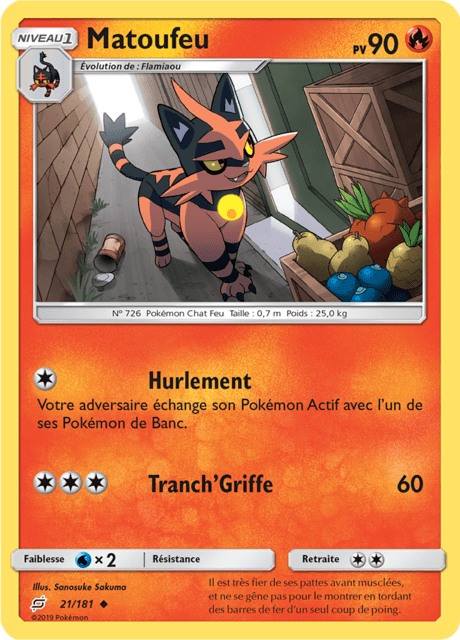 NIVEAU 1
Matoufeu
PV 90
Évolution de : Flamiaou
N° 726 Pokémon Chat Feu Taille : 0,7 m Poids : 25,0 kg
Hurlement
Votre adversaire échange son Pokémon Actif avec l'un de
ses Pokémon de Banc.
Tranch'Griffe 60
Faiblesse ×2 Résistance Retraite
Illus. Sanosuke Sakuma
21/181
©2019 Pokémon
Il est très fier de ses pattes avant musclées,
et ne se gêne pas pour le montrer en tordant
des barres de fer d'un seul coup de poing.